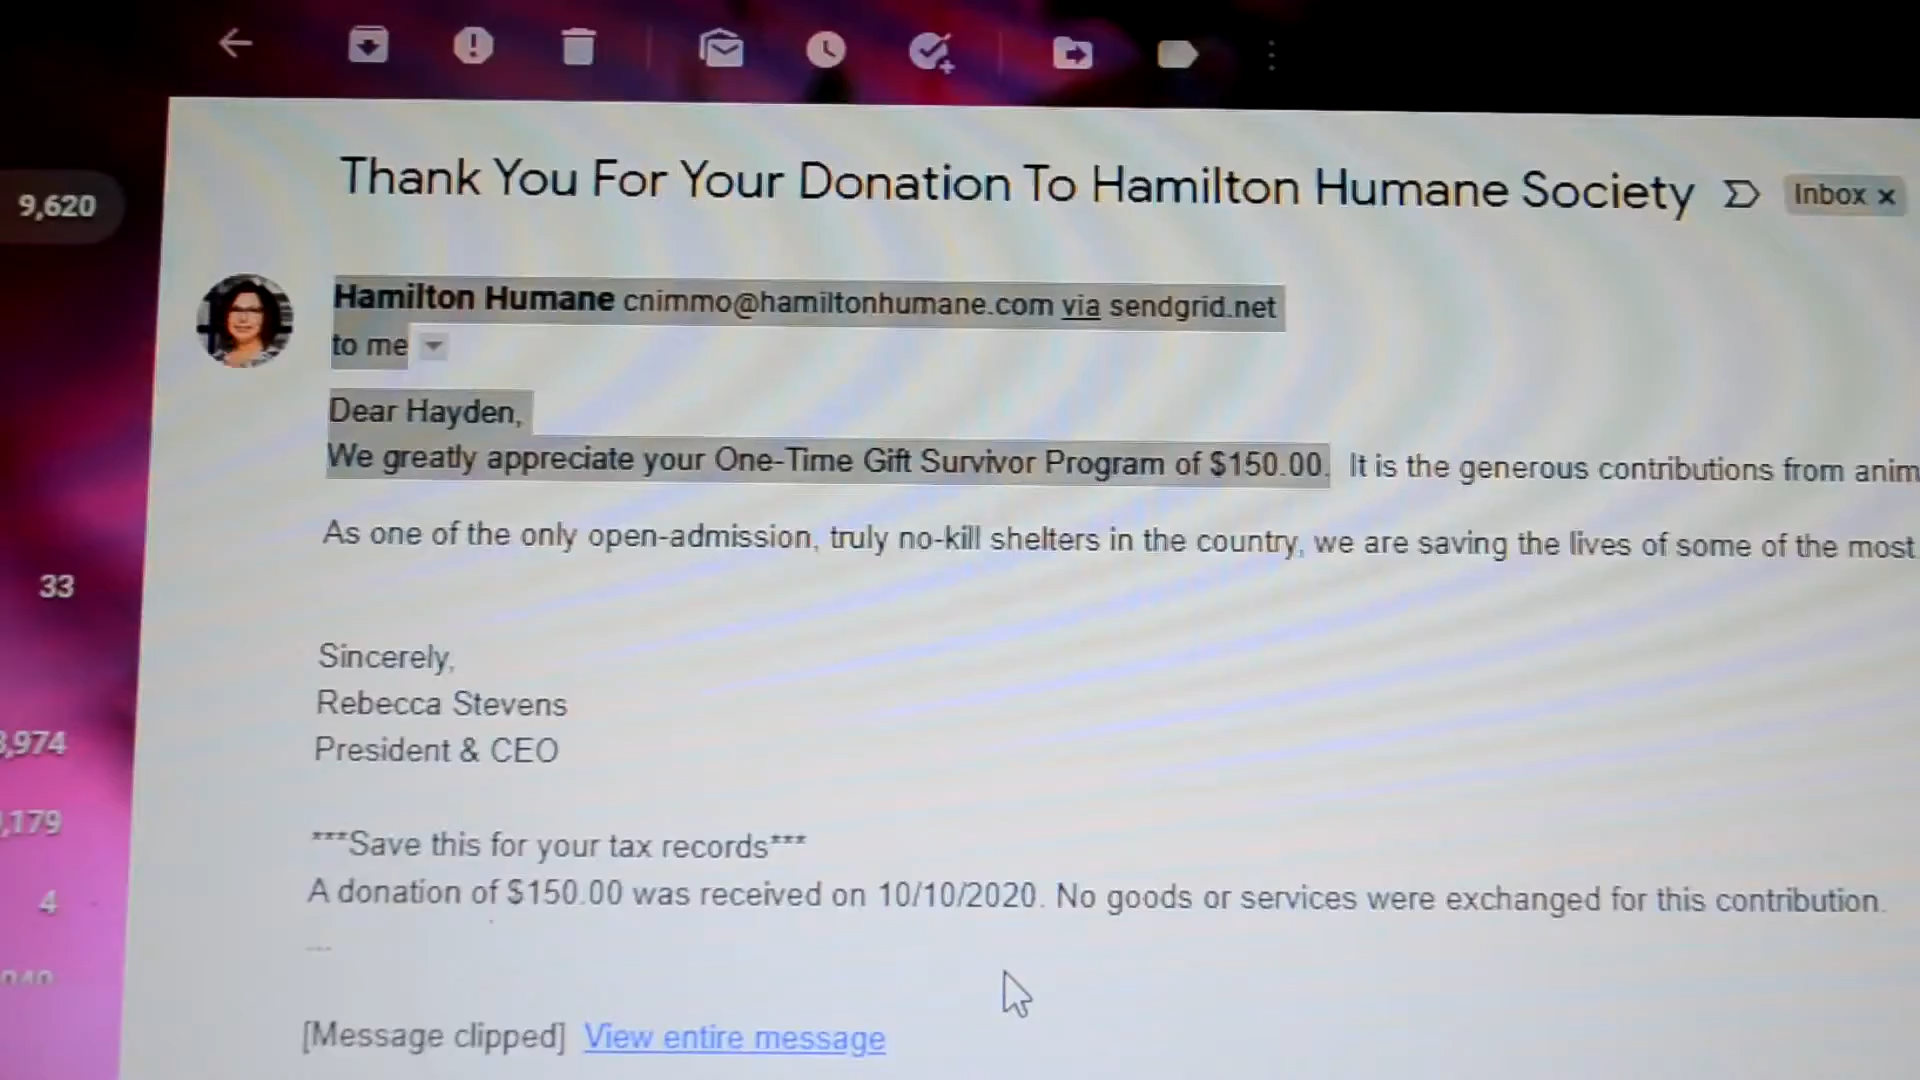 Thank You For Your Donation To Hamilton Humane Society Inbox x
9,620
Hamilton Humane cnimmo@hamiltonhumane.com via sendgrid.net
to me
Dear Hayden,
We greatly appreciate your One-Time Gift Survivor Program of $150.00. It is the generous contributions from anim
As one of the only open-admission, truly no-kill shelters in the country, we are saving the lives of some of the most
33
Sincerely,
Rebecca Stevens
3,974
President & CEO
,179
***Save this for your tax records***
4
A donation of $150.00 was received on 10/10/2020. No goods or services were exchanged for this contribution.
[Message clipped] View entire message